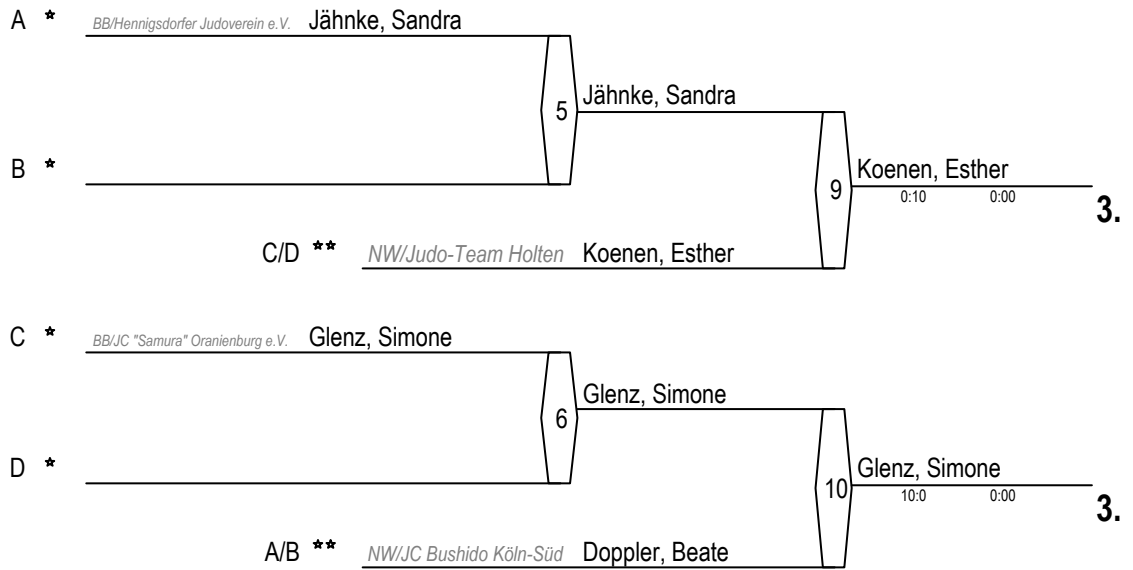 A * BB/Hennigsdorfer Judoverein e.V. Jähnke, Sandra
5 Jähnke, Sandra
B *
9 Koenen, Esther
0:10 0:00
3.
C/D ** NW/Judo-Team Holten Koenen, Esther
C * BB/JC "Samura" Oranienburg e.V. Glenz, Simone
6 Glenz, Simone
D *
10 Glenz, Simone
10:0 0:00
3.
A/B ** NW/JC Bushido Köln-Süd Doppler, Beate